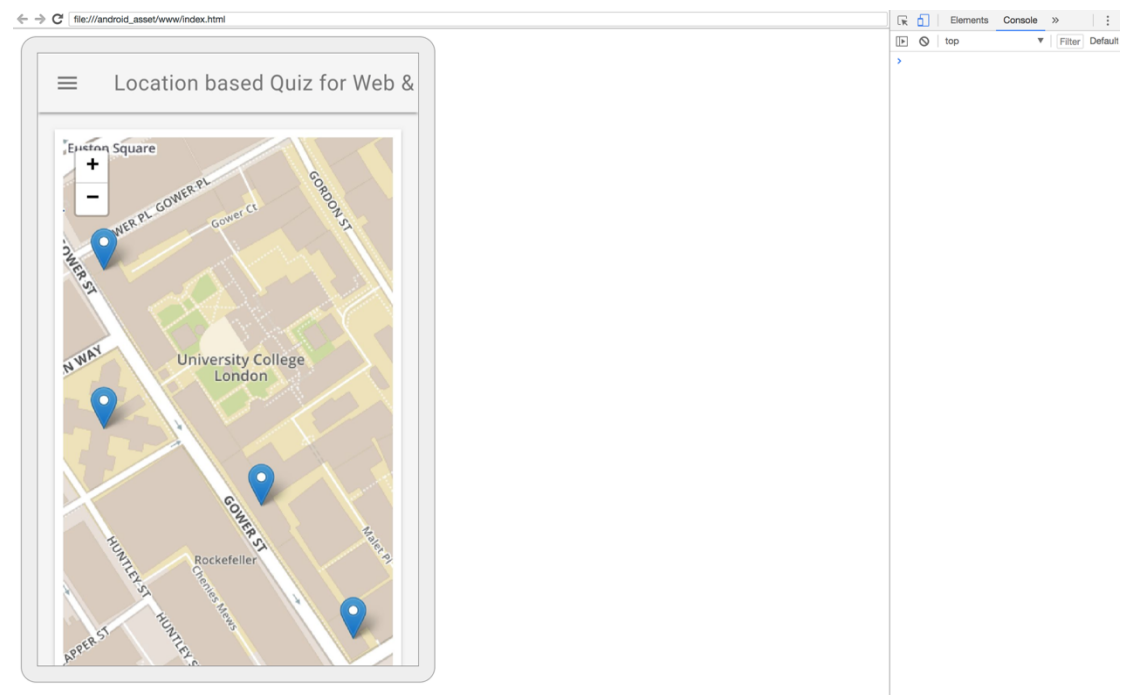 file:///android_asset/www/index.html
Elements Console »
top
Filter Default
Location based Quiz for Web &
Euston Square
+
−
WER PL GOWER PL
Gower Ct
GORDON ST
OWER ST
N WAY
University College
London
GOWER ST
Malet Pl
Rockefeller
HUNTLEY ST
Chenies Mews
HUNTLEY S
APPER ST